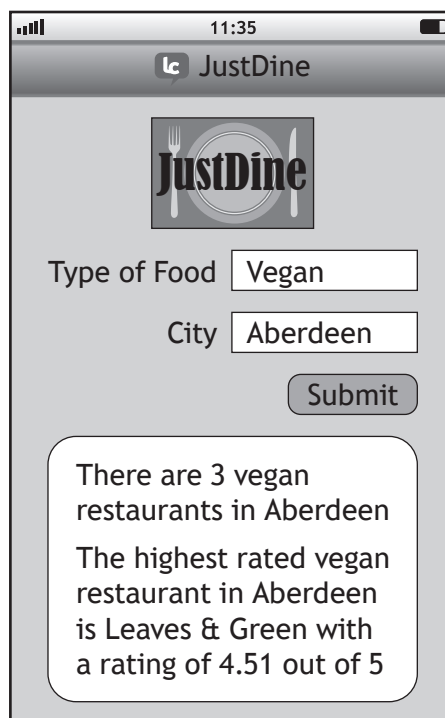 11:35
lc JustDine
JustDine
Type of Food Vegan
City Aberdeen
Submit
There are 3 vegan
restaurants in Aberdeen
The highest rated vegan
restaurant in Aberdeen
is Leaves & Green with
a rating of 4.51 out of 5